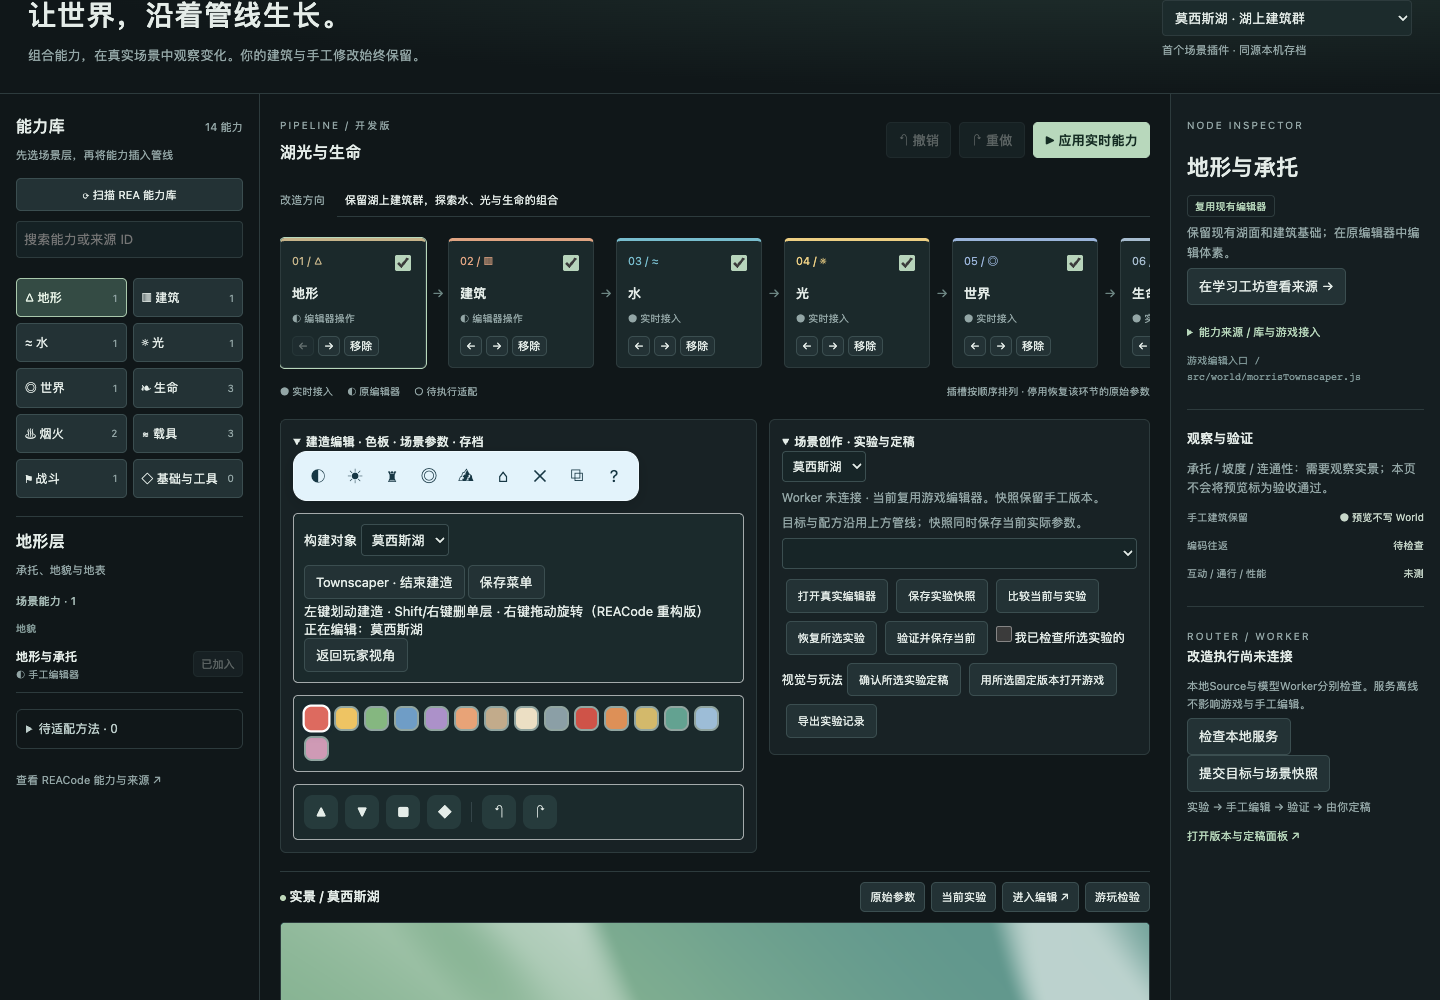 让世界，沿着管线生长。
组合能力，在真实场景中观察变化。你的建筑与手工修改始终保留。
莫西斯湖 · 湖上建筑群
首个场景插件 · 同源本机存档
能力库
14 能力
先选场景层，再将能力插入管线
⟳ 扫描 REA 能力库
搜索能力或来源 ID
地形 1
建筑 1
≈ 水 1
光 1
世界 1
生命 3
烟火 2
载具 3
战斗 1
基础与工具 0
地形层
承托、地貌与地表
场景能力 · 1
地貌
地形与承托
手工编辑器
已加入
待适配方法 · 0
查看 REACode 能力与来源 ↗
PIPELINE / 开发版
湖光与生命
撤销
重做
应用实时能力
改造方向
保留湖上建筑群，探索水、光与生命的组合
01 / △
地形
编辑器操作
← → 移除
02 /
建筑
编辑器操作
← → 移除
03 / ≈
水
实时接入
← → 移除
04 / ☀
光
实时接入
← → 移除
05 / ◎
世界
实时接入
← → 移除
06
实时接入
原编辑器
待执行适配
插槽按顺序排列 · 停用恢复该环节的原始参数
建造编辑 · 色板 · 场景参数 · 存档
?
构建对象 莫西斯湖
Townscaper · 结束建造
保存菜单
左键划动建造 · Shift/右键删单层 · 右键拖动旋转（REACode 重构版）
正在编辑：莫西斯湖
返回玩家视角
场景创作 · 实验与定稿
莫西斯湖
Worker 未连接 · 当前复用游戏编辑器。快照保留手工版本。
目标与配方沿用上方管线；快照同时保存当前实际参数。
打开真实编辑器
保存实验快照
比较当前与实验
恢复所选实验
验证并保存当前
我已检查所选实验的
视觉与玩法
确认所选实验定稿
用所选固定版本打开游戏
导出实验记录
实景 / 莫西斯湖
原始参数
当前实验
进入编辑 ↗
游玩检验
NODE INSPECTOR
地形与承托
复用现有编辑器
保留现有湖面和建筑基础；在原编辑器中编
辑体素。
在学习工坊查看来源 →
能力来源 / 库与游戏接入
游戏编辑入口 /
src/world/morrisTownscaper.js
观察与验证
承托 / 坡度 / 连通性：需要观察实景；本页
不会将预览标为验收通过。
手工建筑保留
预览不写 World
编码往返
待检查
互动 / 通行 / 性能
未测
ROUTER / WORKER
改造执行尚未连接
本地Source与模型Worker分别检查。服务离线
不影响游戏与手工编辑。
检查本地服务
提交目标与场景快照
实验 → 手工编辑 → 验证 → 由你定稿
打开版本与定稿面板 ↗